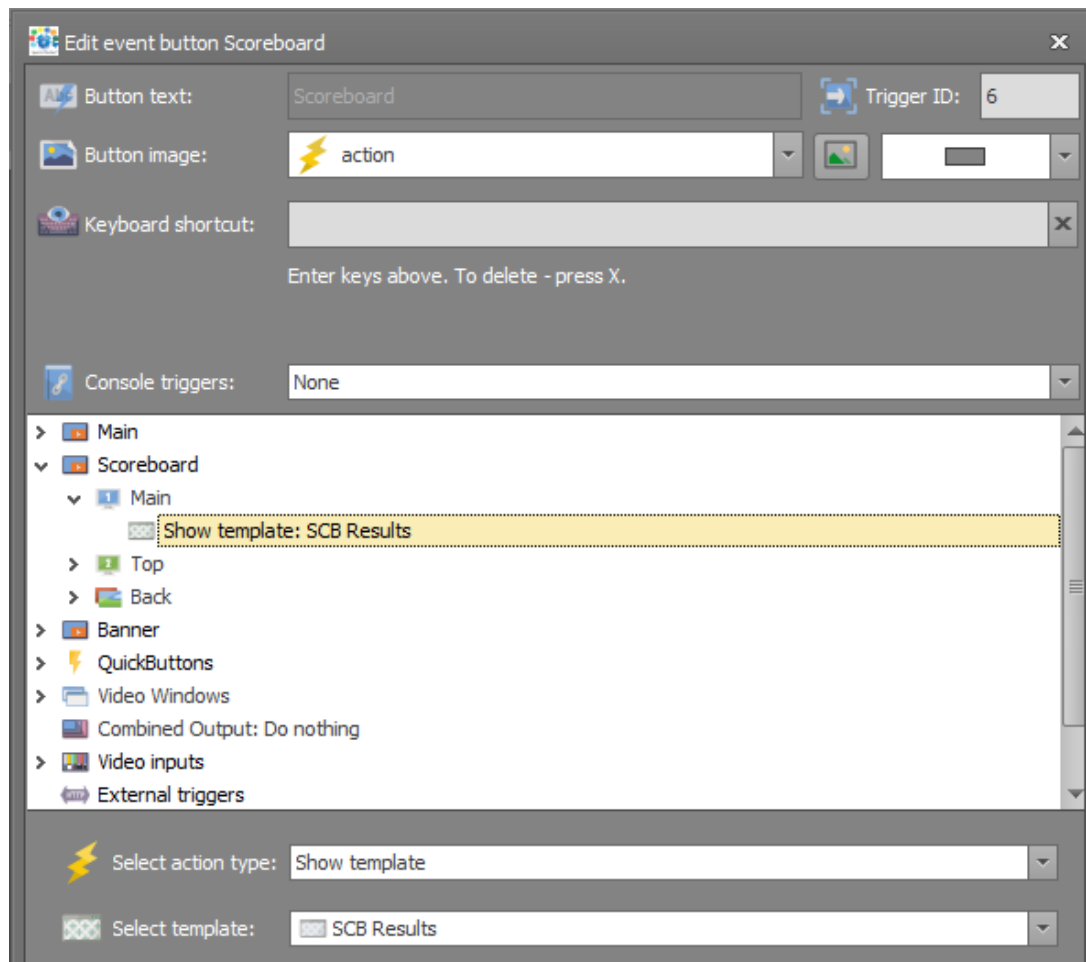 Edit event button Scoreboard
Button text: Scoreboard Trigger ID: 6
Button image: action
Keyboard shortcut:
Enter keys above. To delete - press X.
Console triggers: None
Main
Scoreboard
Main
Show template: SCB Results
Top
Back
Banner
QuickButtons
Video Windows
Combined Output: Do nothing
Video inputs
External triggers
Select action type: Show template
Select template: SCB Results